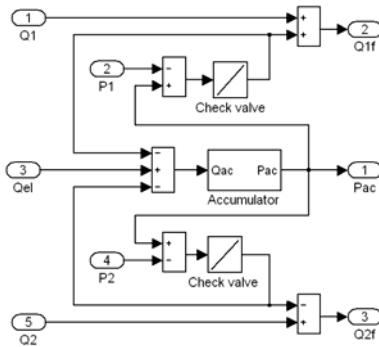 1
Q1
+
+
2
Q1f
2
P1
−
+
Check valve
3
Qel
−
+
−
Qac Pac
Accumulator
1
Pac
4
P2
+
−
Check valve
5
Q2
−
+
3
Q2f